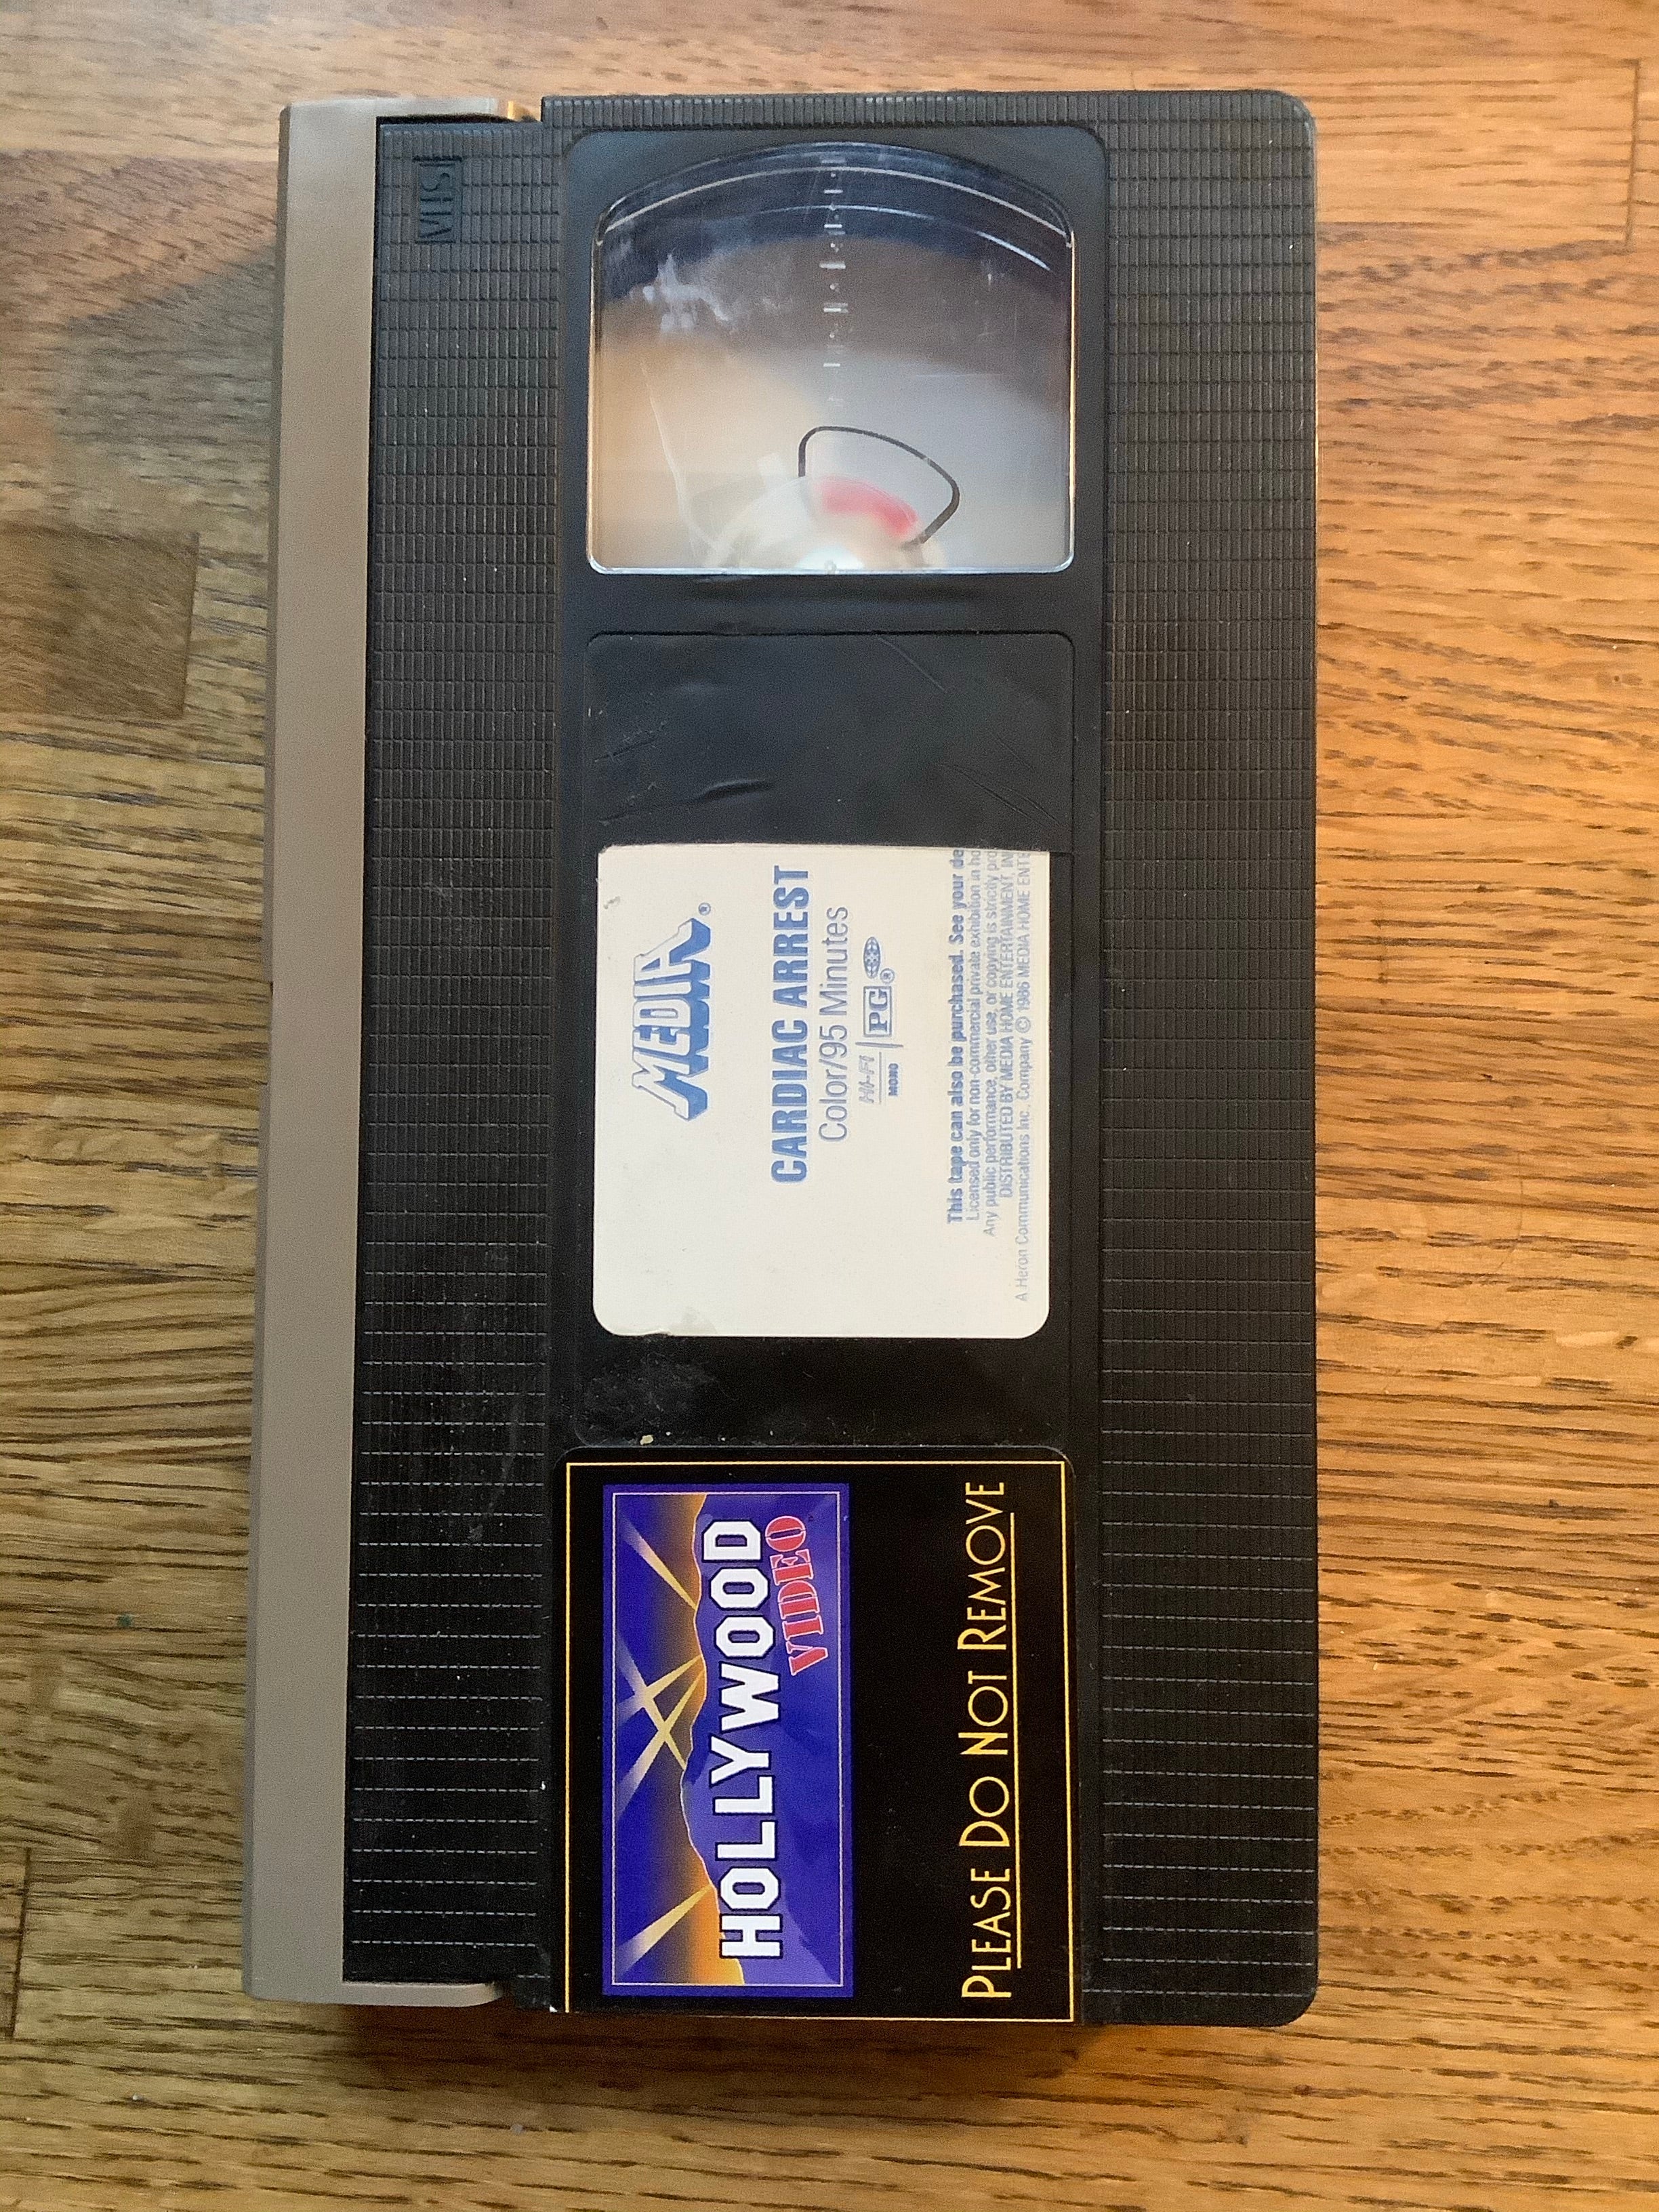 VHS
MEDIA®
CARDIAC ARREST
Color/95 Minutes
HI-FI
MONO
PG®
This tape can also be purchased. See your de
Licensed only for non-commercial private exhibition in ho
Any public performance, other use, or copying is strictly pro
DISTRIBUTED BY MEDIA HOME ENTERTAINMENT, IN
A Heron Communications Inc. Company © 1986 MEDIA HOME ENTE
HOLLYWOOD
VIDEO
PLEASE DO NOT REMOVE